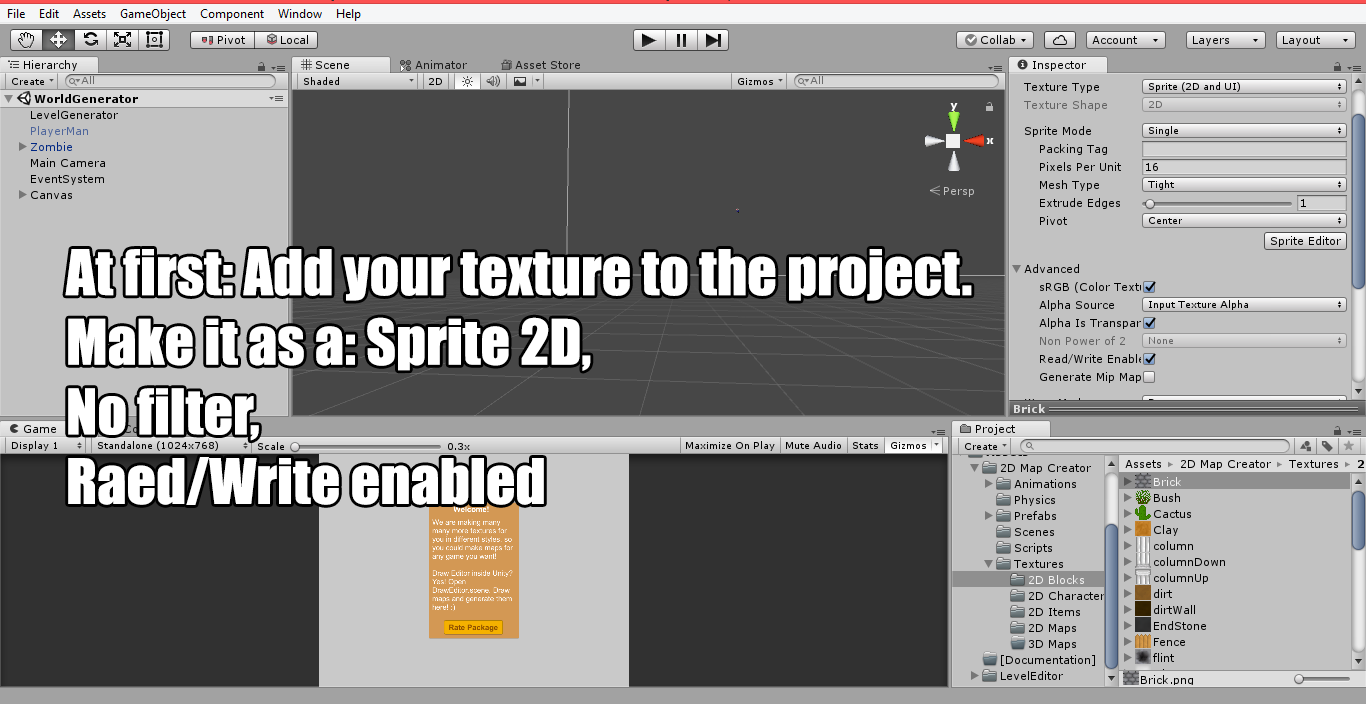 File Edit Assets GameObject Component Window Help
Pivot Local Collab Account Layers Layout
Hierarchy
Create All
WorldGenerator
LevelGenerator
PlayerMan
Zombie
Main Camera
EventSystem
Canvas
Scene Animator Asset Store
Shaded 2D Gizmos All
y
x
Persp
Inspector
Texture Type Sprite (2D and UI)
Texture Shape 2D
Sprite Mode Single
Packing Tag
Pixels Per Unit 16
Mesh Type Tight
Extrude Edges 1
Pivot Center
Sprite Editor
Advanced
sRGB (Color Textu
Alpha Source Input Texture Alpha
Alpha Is Transpar
Non Power of 2 None
Read/Write Enable
Generate Mip Map
Brick
At first: Add your texture to the project.
Make it as a: Sprite 2D,
No filter,
Raed/Write enabled
Game
Display 1 Standalone (1024x768) Scale 0.3x Maximize On Play Mute Audio Stats Gizmos
Welcome!
We are making many
many more textures for
you in different styles, so
you could make maps for
any game you want!
Draw Editor inside Unity?
Yes! Open
DrawEditor.scene. Draw
maps and generate them
here! :)
Rate Package
Project
Create
2D Map Creator
Animations
Physics
Prefabs
Scenes
Scripts
Textures
2D Blocks
2D Character
2D Items
2D Maps
3D Maps
[Documentation]
LevelEditor
Assets 2D Map Creator Textures 2
Brick
Bush
Cactus
Clay
column
columnDown
columnUp
dirt
dirtWall
EndStone
Fence
flint
Brick.png